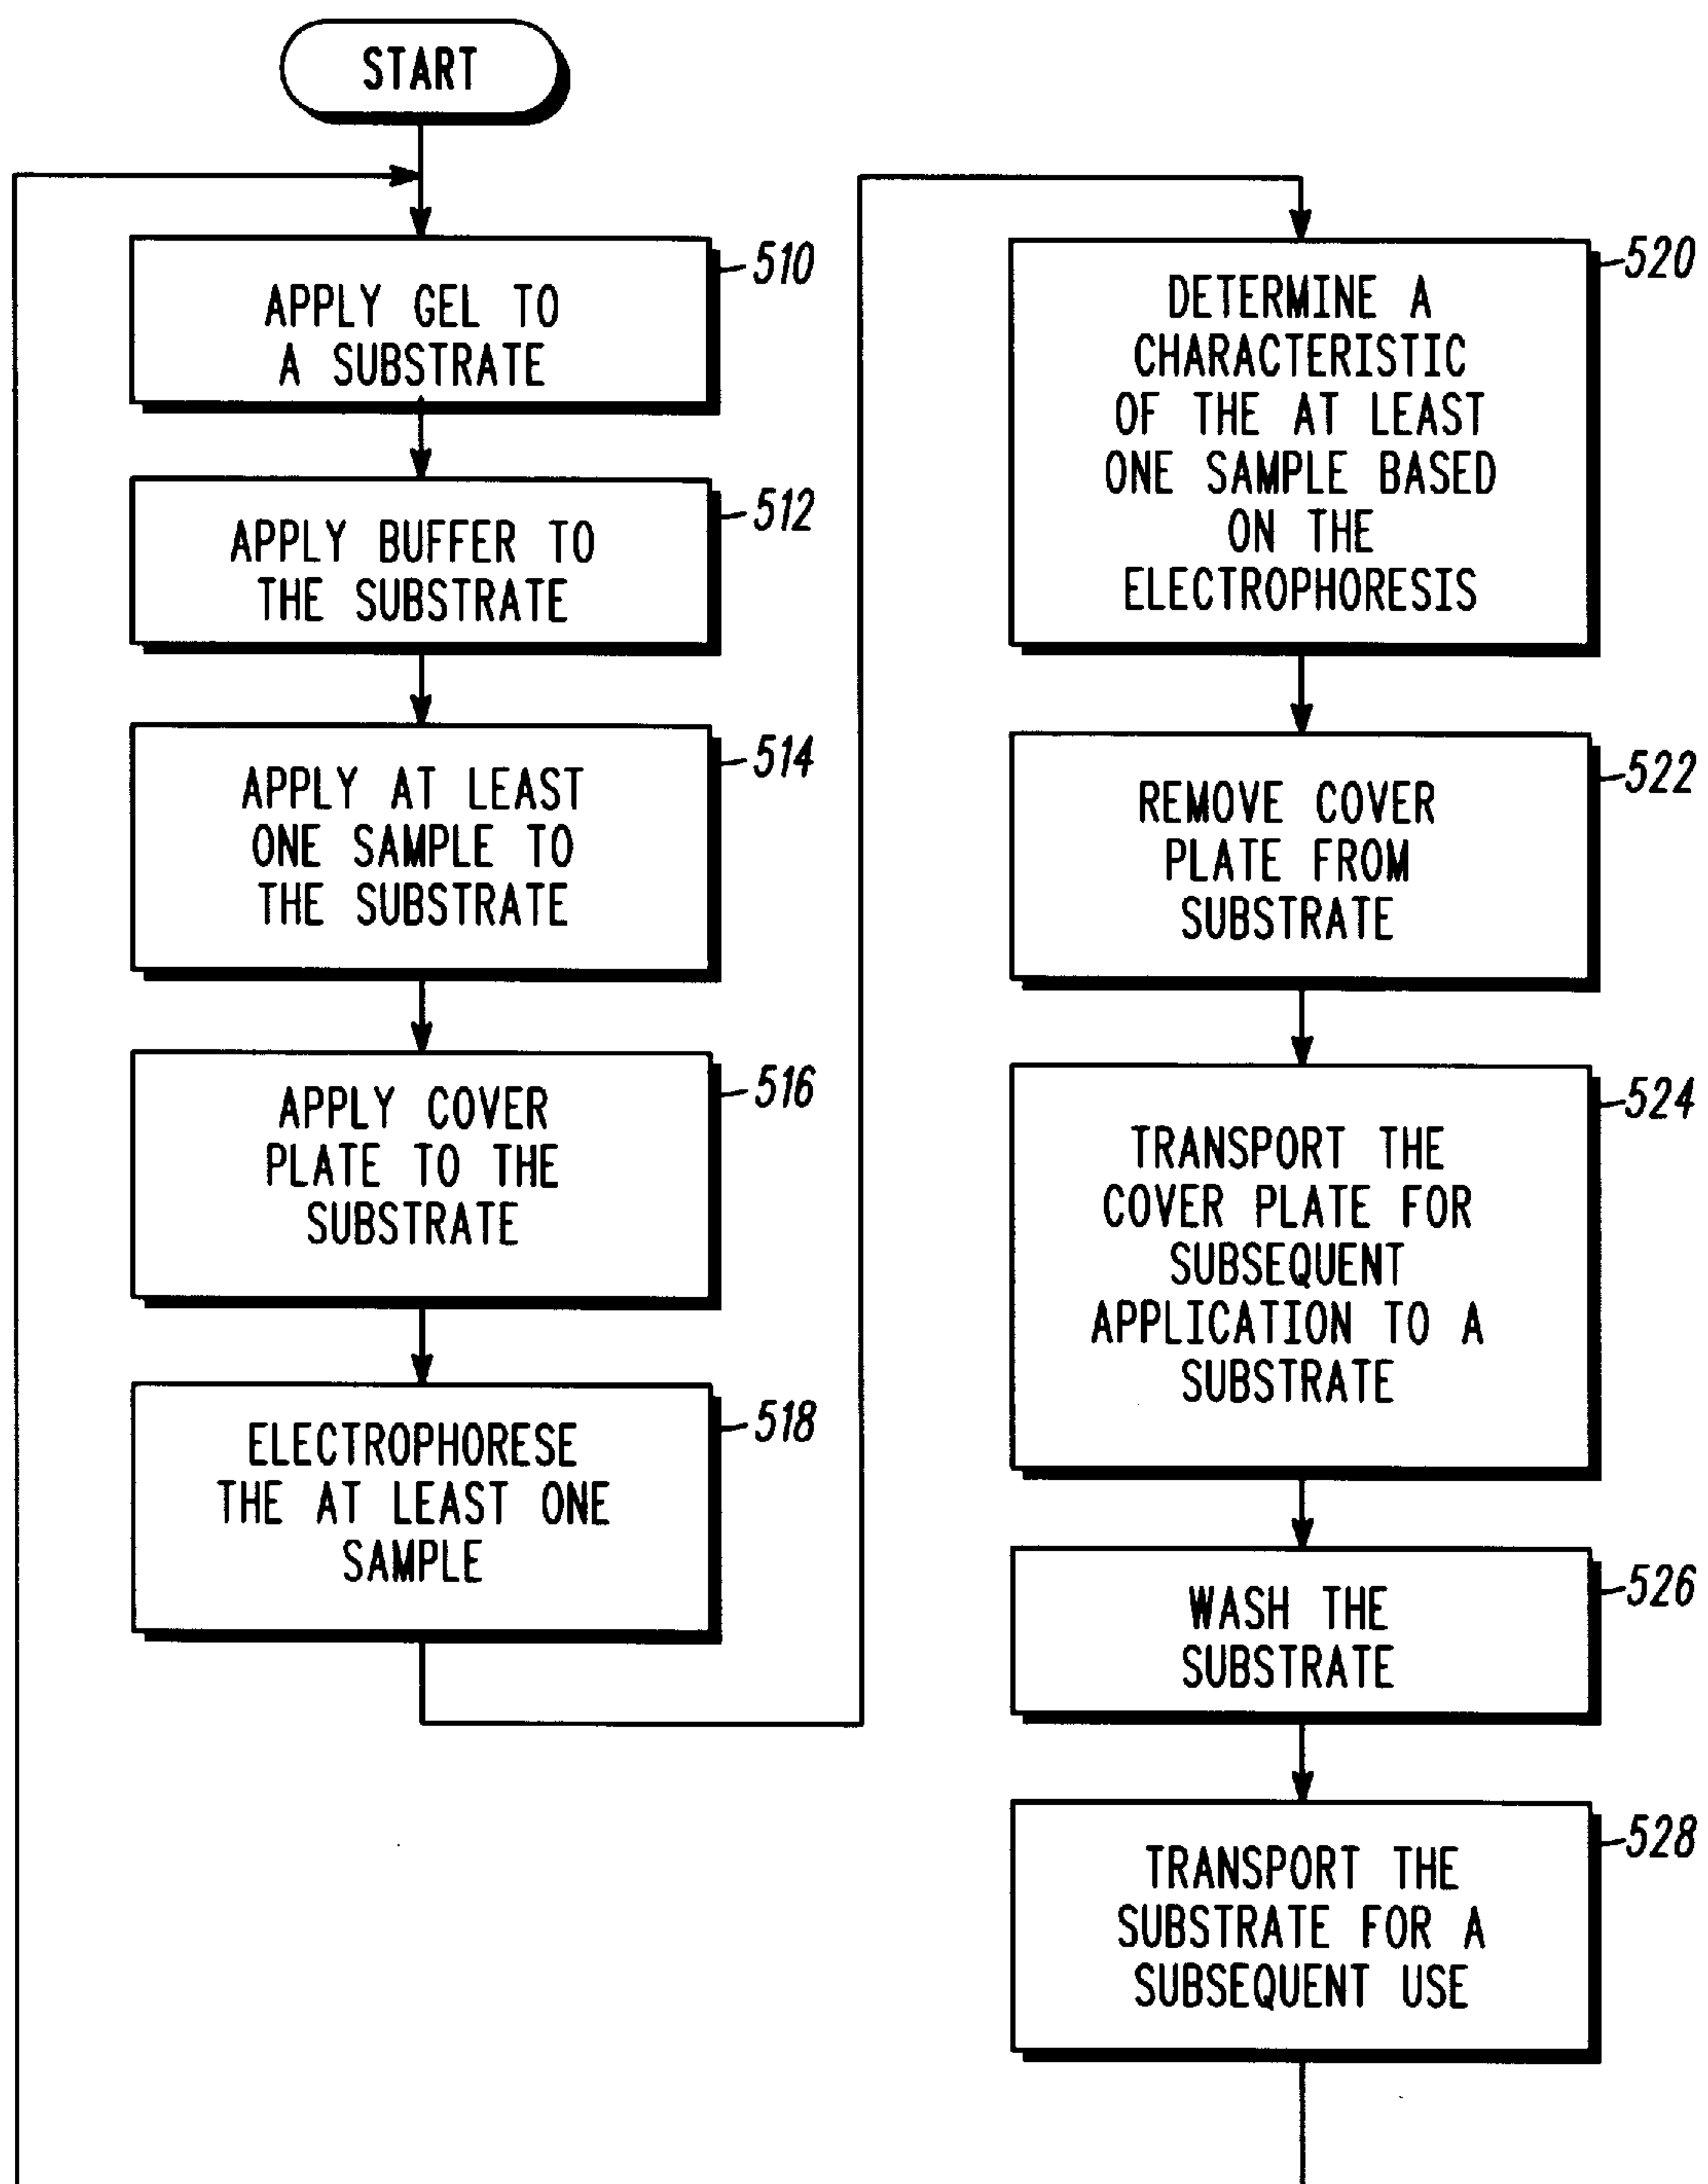 START
APPLY GEL TO
A SUBSTRATE
510
APPLY BUFFER TO
THE SUBSTRATE
512
APPLY AT LEAST
ONE SAMPLE TO
THE SUBSTRATE
514
APPLY COVER
PLATE TO THE
SUBSTRATE
516
ELECTROPHORESE
THE AT LEAST ONE
SAMPLE
518
DETERMINE A
CHARACTERISTIC
OF THE AT LEAST
ONE SAMPLE BASED
ON THE
ELECTROPHORESIS
520
REMOVE COVER
PLATE FROM
SUBSTRATE
522
TRANSPORT THE
COVER PLATE FOR
SUBSEQUENT
APPLICATION TO A
SUBSTRATE
524
WASH THE
SUBSTRATE
526
TRANSPORT THE
SUBSTRATE FOR A
SUBSEQUENT USE
528